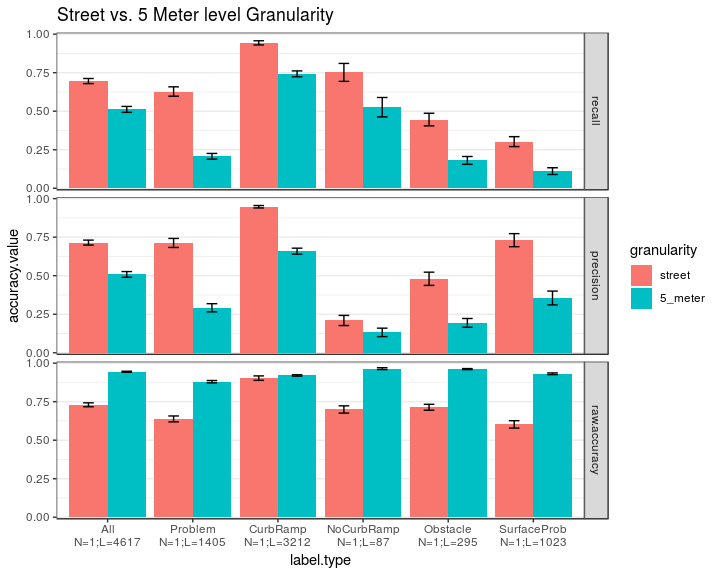 Street vs. 5 Meter level Granularity
1.00
0.75
0.50
0.25
0.00
recall
1.00
0.75
0.50
0.25
0.00
precision
1.00
0.75
0.50
0.25
0.00
raw.accuracy
accuracy.value
All
N=1;L=4617
Problem
N=1;L=1405
CurbRamp
N=1;L=3212
NoCurbRamp
N=1;L=87
Obstacle
N=1;L=295
SurfaceProb
N=1;L=1023
label.type
granularity
street
5_meter